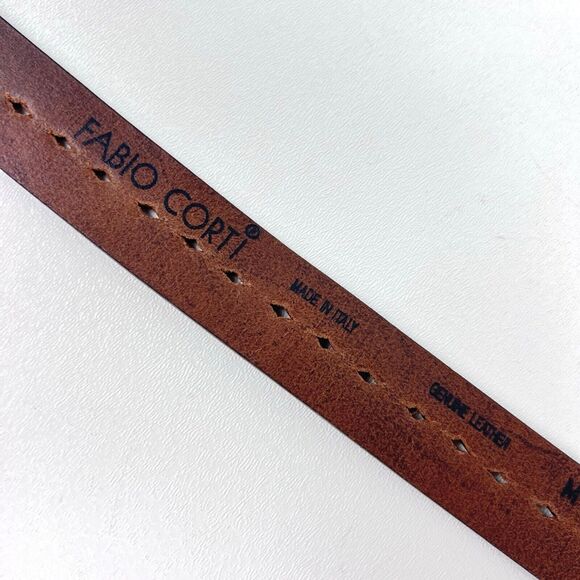 FABIO CORTI®
MADE IN ITALY
GENUINE LEATHER